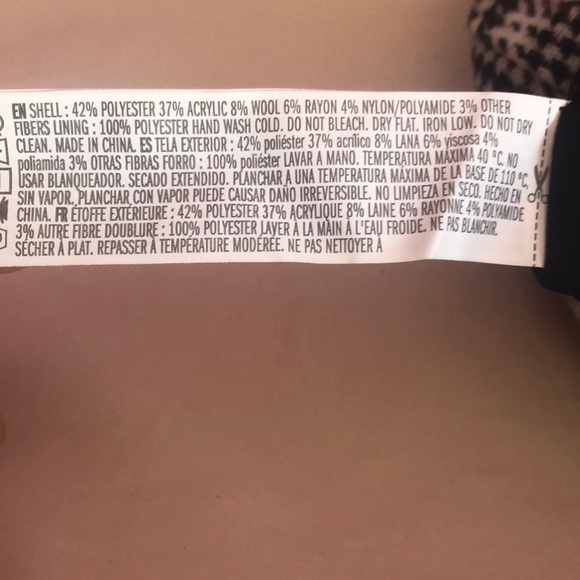 EN SHELL : 42% POLYESTER 37% ACRYLIC 8% WOOL 6% RAYON 4% NYLON/POLYAMIDE 3% OTHER
FIBERS LINING : 100% POLYESTER HAND WASH COLD. DO NOT BLEACH. DRY FLAT. IRON LOW. DO NOT DRY
CLEAN. MADE IN CHINA. ES TELA EXTERIOR : 42% poliéster 37% acrílico 8% LANA 6% viscosa 4%
poliamida 3% OTRAS FIBRAS FORRO : 100% poliéster LAVAR A MANO. TEMPERATURA MAXIMA 40 °C. NO
USAR BLANQUEADOR. SECADO EXTENDIDO. PLANCHAR A UNA TEMPERATURA MÁXIMA DE LA BASE DE 110 °C,
SIN VAPOR. PLANCHAR CON VAPOR PUEDE CAUSAR DAÑO IRREVERSIBLE. NO LIMPIEZA EN SECO. HECHO EN
CHINA. FR ÉTOFFE EXTÉRIEURE : 42% POLYESTER 37% ACRYLIQUE 8% LAINE 6% RAYONNE 4% POLYAMIDE
3% AUTRE FIBRE DOUBLURE : 100% POLYESTER LAVER À LA MAIN À L'EAU FROIDE. NE PAS BLANCHIR.
SÉCHER À PLAT. REPASSER À TEMPÉRATURE MODÉRÉE. NE PAS NETTOYER À